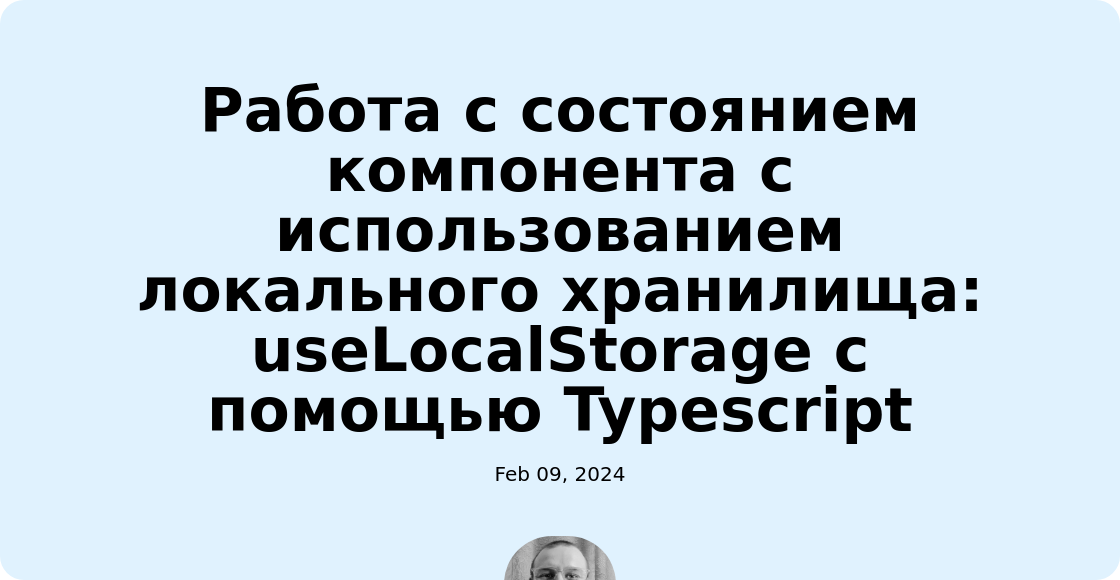 Работа с состоянием
компонента с
использованием
локального хранилища:
useLocalStorage с
помощью Typescript
Feb 09, 2024